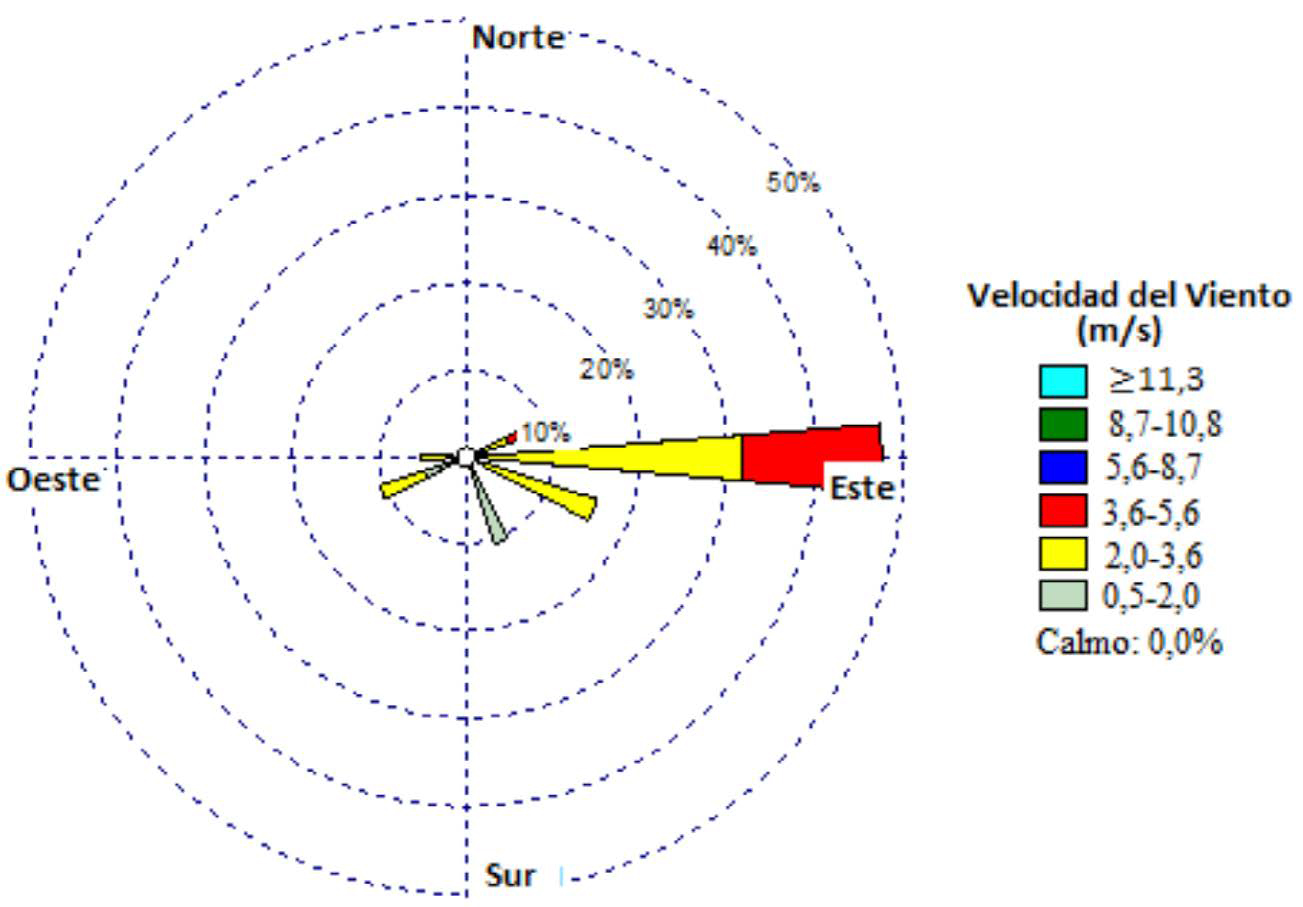 Norte
50%
40%
30%
20%
10%
Oeste
Este
Sur
Velocidad del Viento
(m/s)
≥11,3
8,7-10,8
5,6-8,7
3,6-5,6
2,0-3,6
0,5-2,0
Calmo: 0,0%